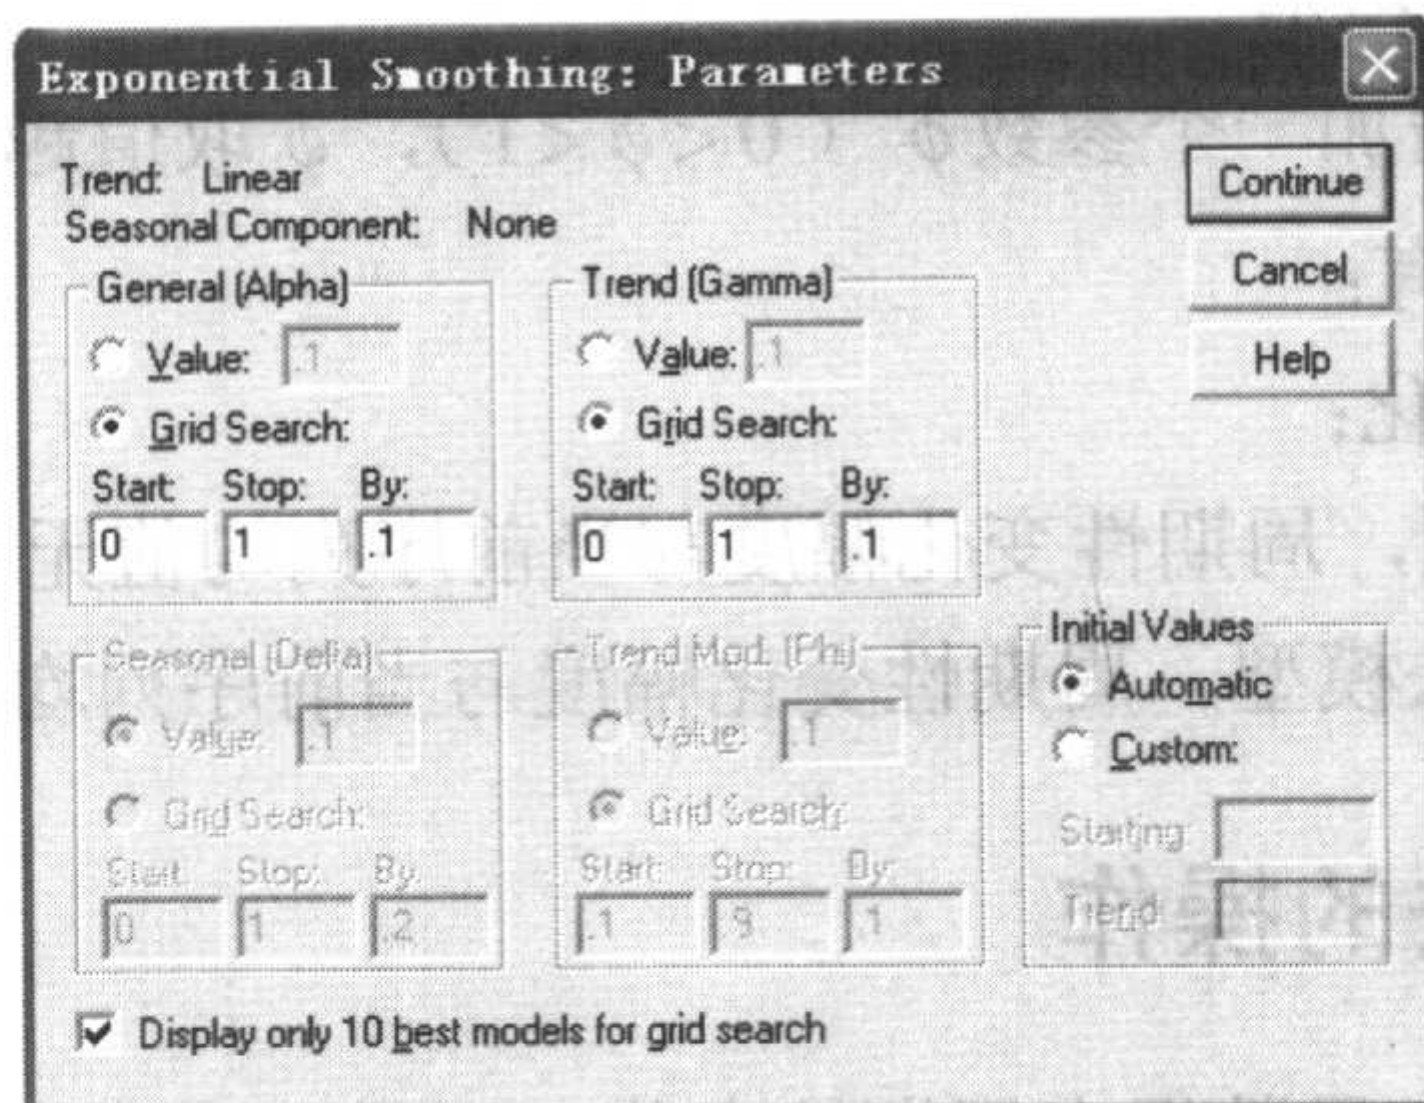 Exponential Smoothing: Parameters
Trend: Linear
Seasonal Component: None
Continue
Cancel
Help
General (Alpha)
Value: .1
Grid Search:
Start: Stop: By:
0 1 .1
Trend (Gamma)
Value: .1
Grid Search:
Start: Stop: By:
0 1 .1
Seasonal (Delta)
Value: .1
Grid Search:
Start: Stop: By:
0 1 .2
Trend Mod. (Phi)
Value: .1
Grid Search:
Start: Stop: By:
.1 .9 .1
Initial Values
Automatic
Custom:
Starting:
Trend:
Display only 10 best models for grid search